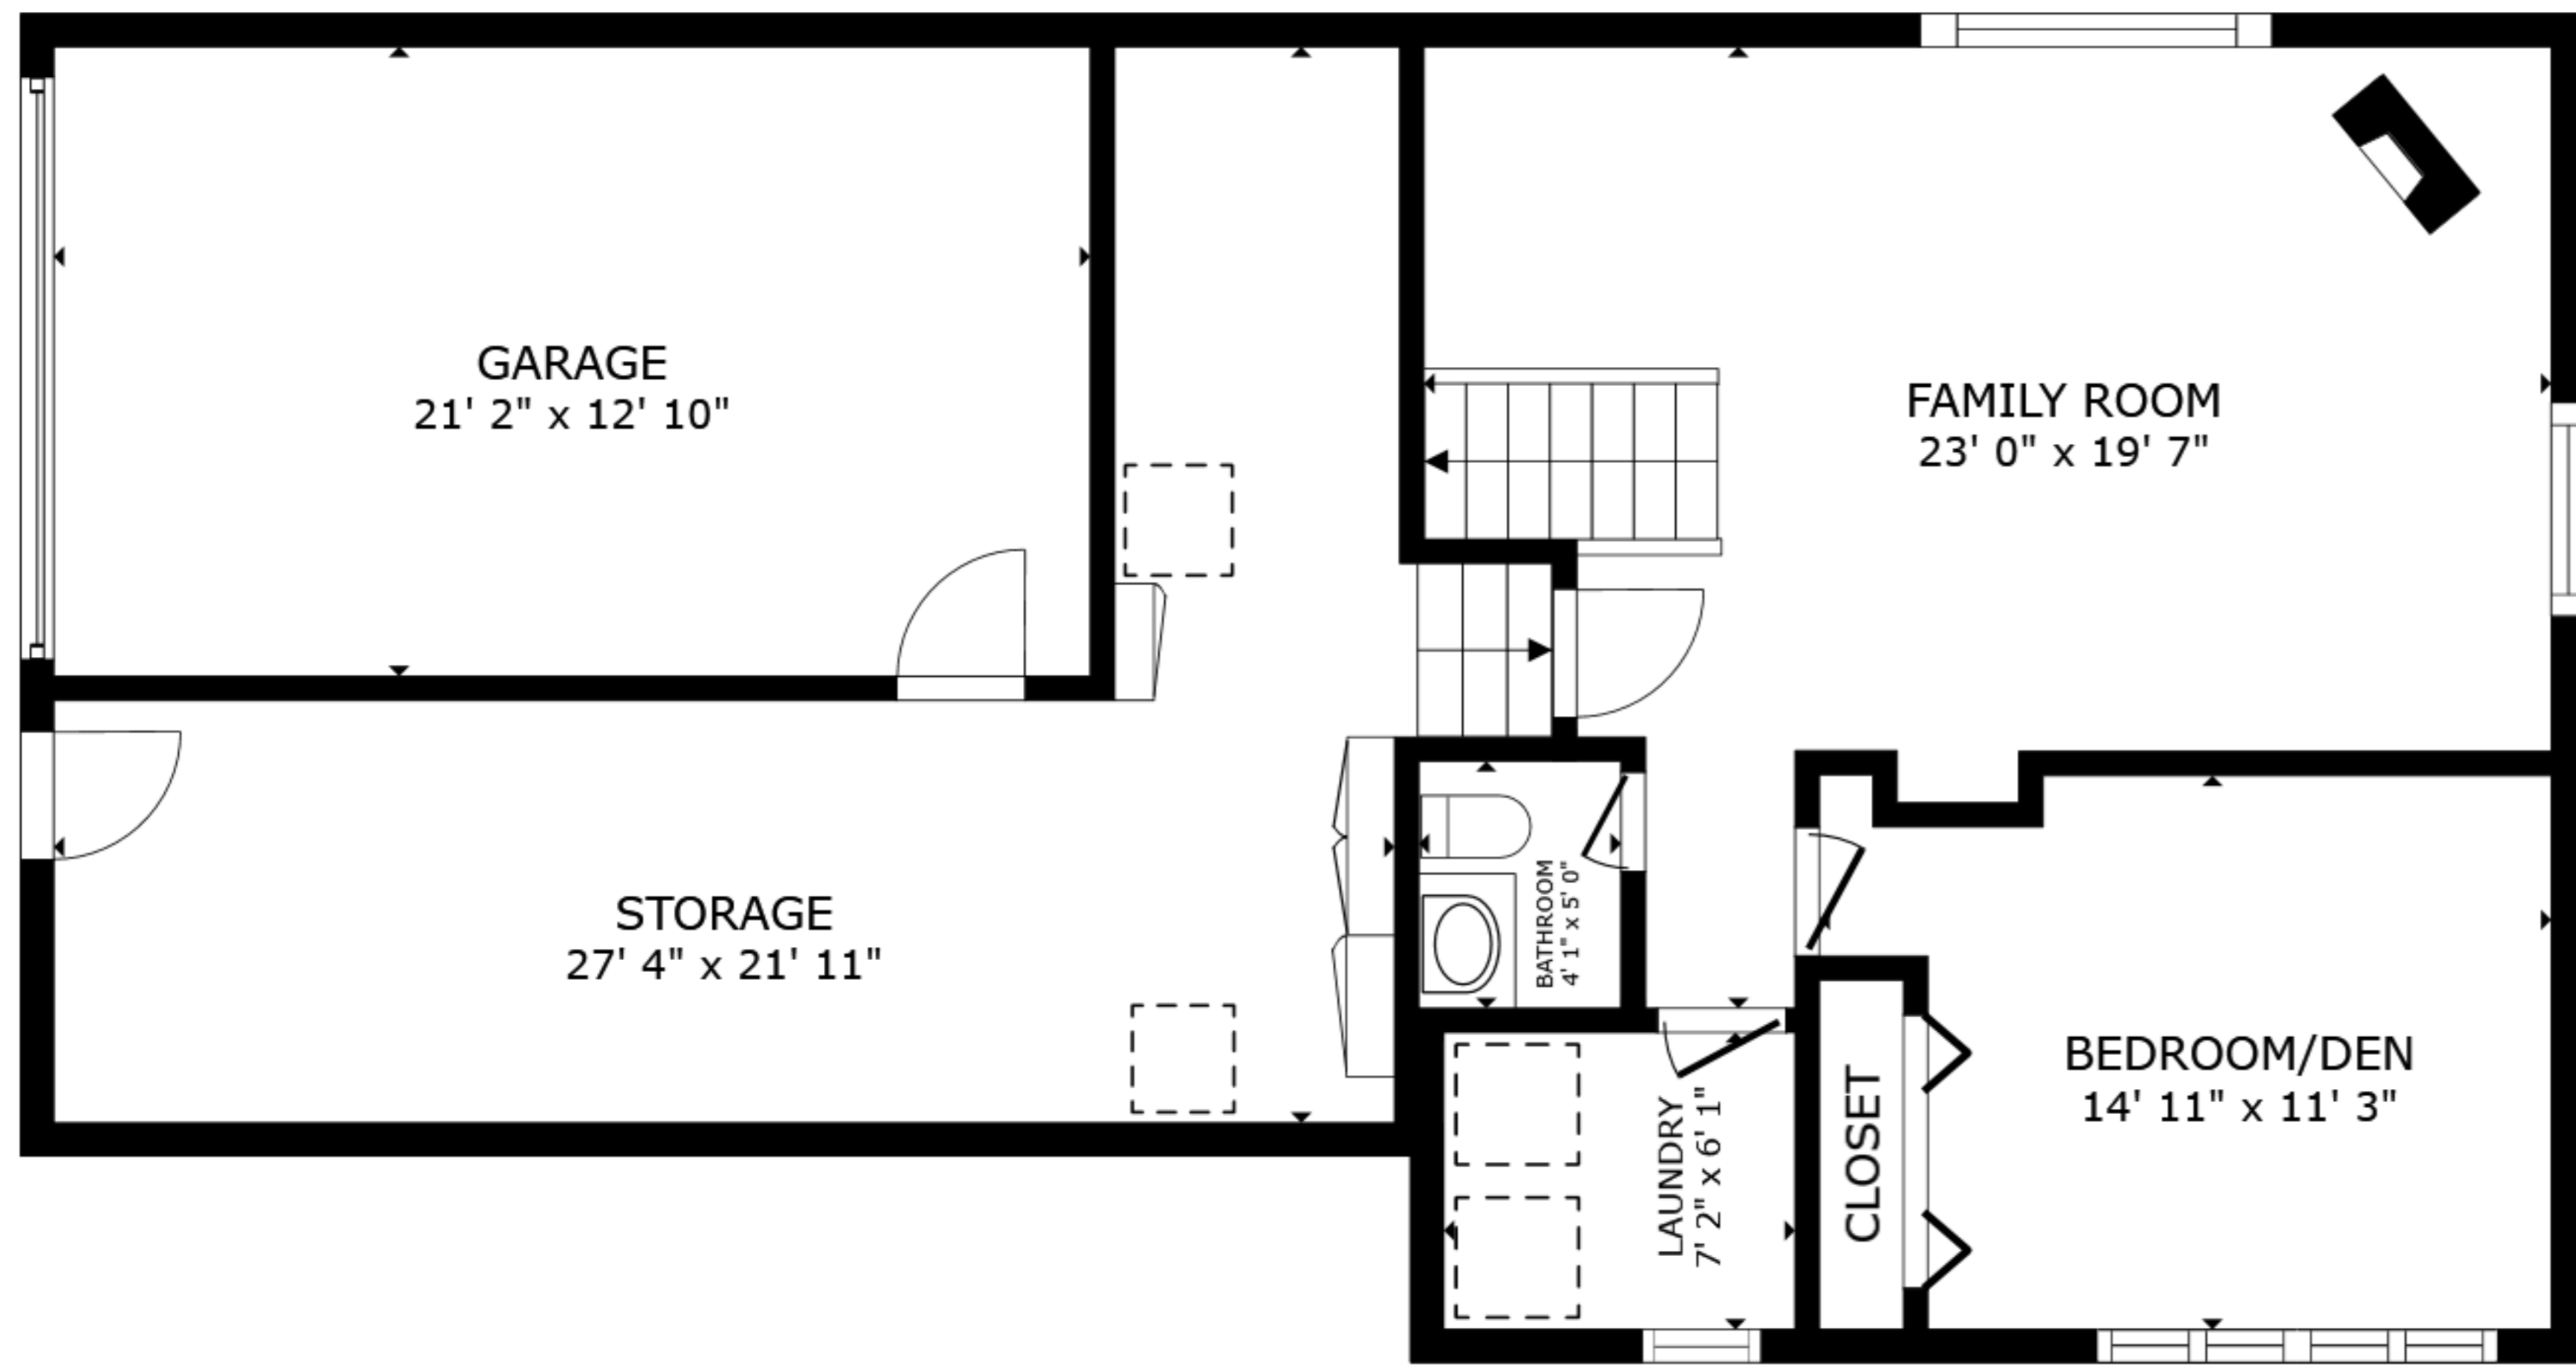 GARAGE
21' 2" x 12' 10"
FAMILY ROOM
23' 0" x 19' 7"
STORAGE
27' 4" x 21' 11"
BATHROOM
4' 1" x 5' 0"
LAUNDRY
7' 2" x 6' 1"
CLOSET
BEDROOM/DEN
14' 11" x 11' 3"